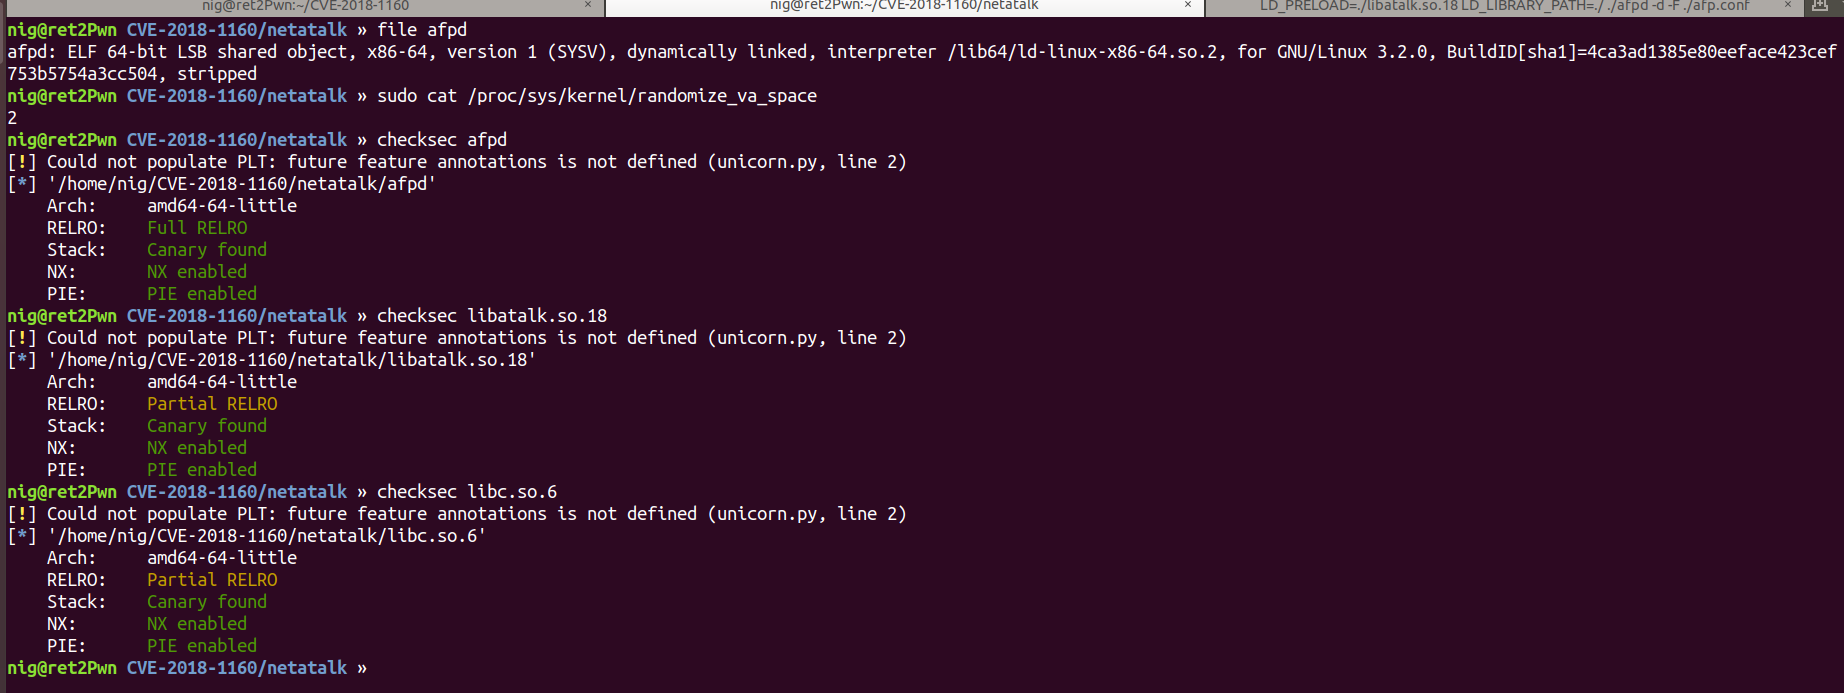 nig@ret2Pwn:~/CVE-2018-1160 × nig@ret2Pwn:~/CVE-2018-1160/netatalk × LD_PRELOAD=./libatalk.so.18 LD_LIBRARY_PATH=./ ./afpd -d -F ./afp.conf ×
nig@ret2Pwn CVE-2018-1160/netatalk » file afpd
afpd: ELF 64-bit LSB shared object, x86-64, version 1 (SYSV), dynamically linked, interpreter /lib64/ld-linux-x86-64.so.2, for GNU/Linux 3.2.0, BuildID[sha1]=4ca3ad1385e80eeface423cef
753b5754a3cc504, stripped
nig@ret2Pwn CVE-2018-1160/netatalk » sudo cat /proc/sys/kernel/randomize_va_space
2
nig@ret2Pwn CVE-2018-1160/netatalk » checksec afpd
[!] Could not populate PLT: future feature annotations is not defined (unicorn.py, line 2)
[*] '/home/nig/CVE-2018-1160/netatalk/afpd'
    Arch:     amd64-64-little
    RELRO:    Full RELRO
    Stack:    Canary found
    NX:       NX enabled
    PIE:      PIE enabled
nig@ret2Pwn CVE-2018-1160/netatalk » checksec libatalk.so.18
[!] Could not populate PLT: future feature annotations is not defined (unicorn.py, line 2)
[*] '/home/nig/CVE-2018-1160/netatalk/libatalk.so.18'
    Arch:     amd64-64-little
    RELRO:    Partial RELRO
    Stack:    Canary found
    NX:       NX enabled
    PIE:      PIE enabled
nig@ret2Pwn CVE-2018-1160/netatalk » checksec libc.so.6
[!] Could not populate PLT: future feature annotations is not defined (unicorn.py, line 2)
[*] '/home/nig/CVE-2018-1160/netatalk/libc.so.6'
    Arch:     amd64-64-little
    RELRO:    Partial RELRO
    Stack:    Canary found
    NX:       NX enabled
    PIE:      PIE enabled
nig@ret2Pwn CVE-2018-1160/netatalk »